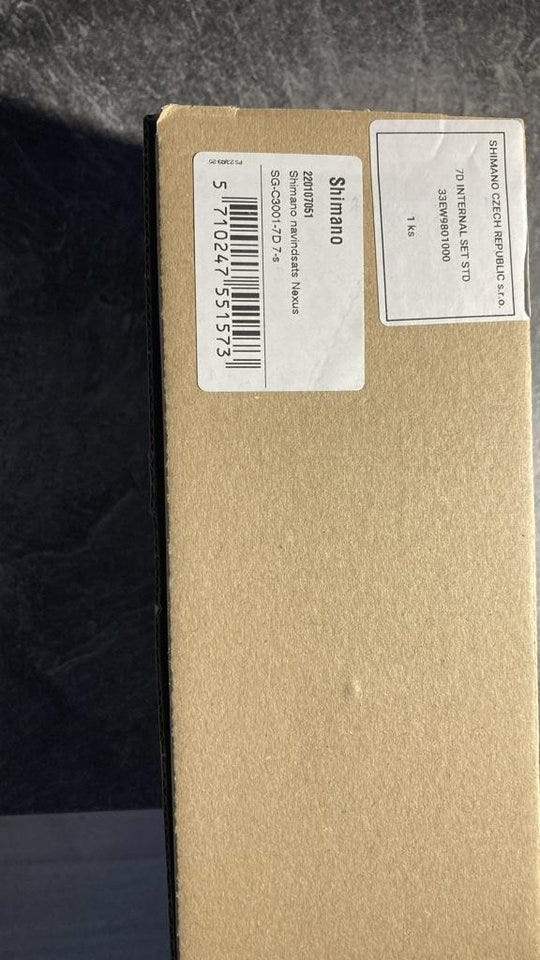 SHIMANO CZECH REPUBLIC s.r.o.
7D INTERNAL SET STD
33EW9801000
1 ks
Shimano
220107051
Shimano navindsats Nexus
SG-C3001-7D 7-s
5 710247 551573